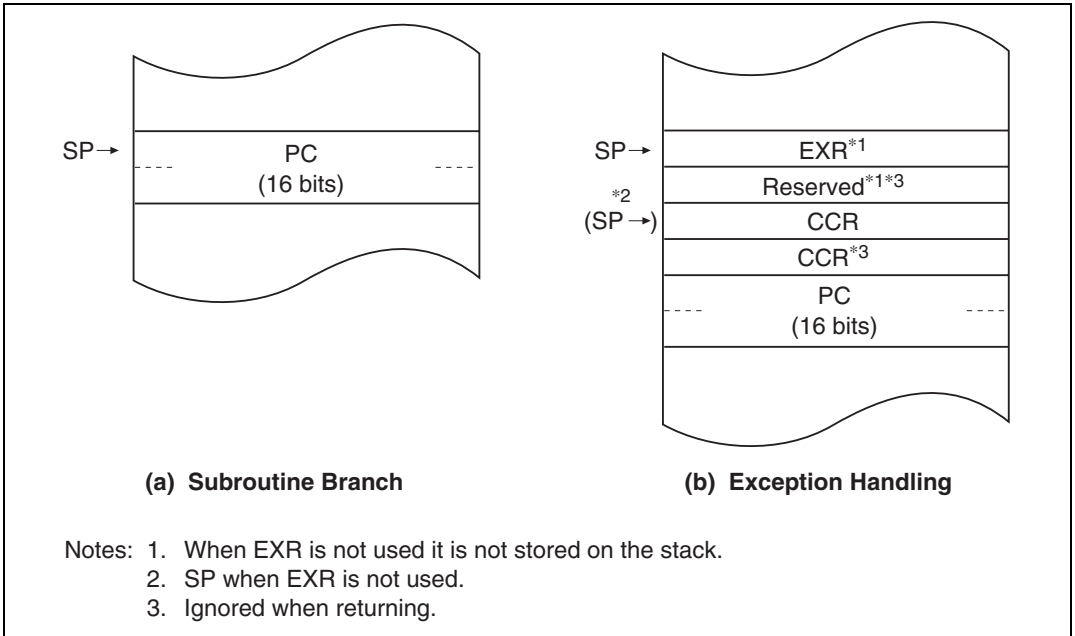 SP→
PC
(16 bits)
(a) Subroutine Branch
SP→
EXR*1
Reserved*1*3
*2
(SP→)
CCR
CCR*3
PC
(16 bits)
(b) Exception Handling
Notes: 1. When EXR is not used it is not stored on the stack.
2. SP when EXR is not used.
3. Ignored when returning.